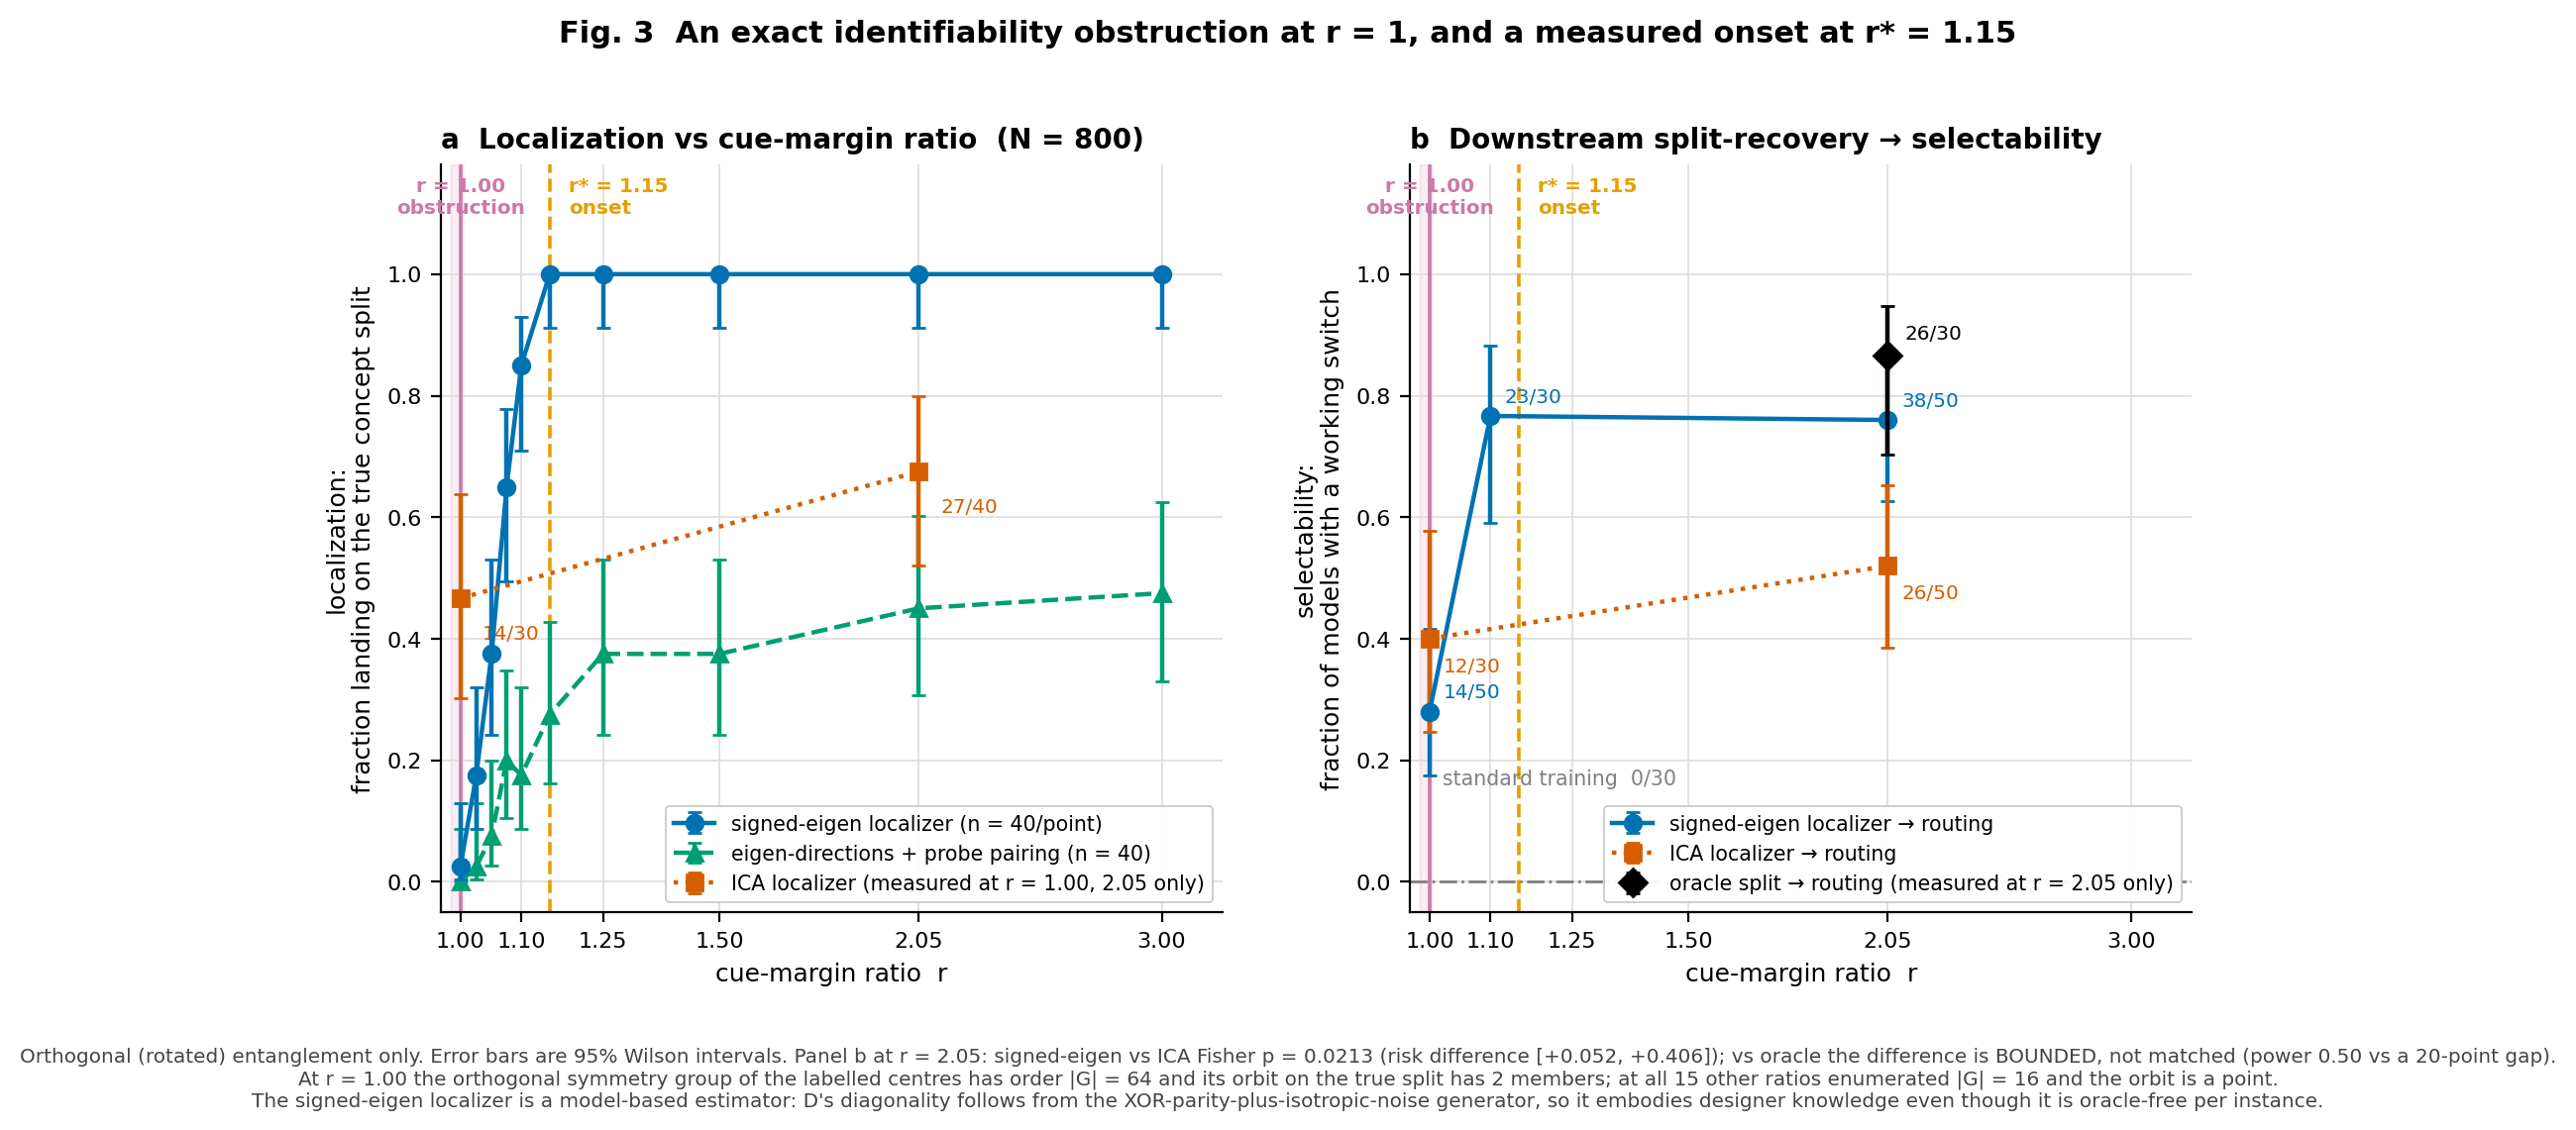 Fig. 3  An exact identifiability obstruction at r = 1, and a measured onset at r* = 1.15
a  Localization vs cue-margin ratio  (N = 800)
r = 1.00
obstruction
r* = 1.15
onset
localization:
fraction landing on the true concept split
1.0
0.8
0.6
0.4
0.2
0.0
27/40
14/30
signed-eigen localizer (n = 40/point)
eigen-directions + probe pairing (n = 40)
ICA localizer (measured at r = 1.00, 2.05 only)
1.00
1.10
1.25
1.50
2.05
3.00
cue-margin ratio  r
b  Downstream split-recovery → selectability
r = 1.00
obstruction
r* = 1.15
onset
selectability:
fraction of models with a working switch
1.0
0.8
0.6
0.4
0.2
0.0
26/30
23/30
38/50
26/50
12/30
14/50
standard training  0/30
signed-eigen localizer → routing
ICA localizer → routing
oracle split → routing (measured at r = 2.05 only)
1.00
1.10
1.25
1.50
2.05
3.00
cue-margin ratio  r
Orthogonal (rotated) entanglement only. Error bars are 95% Wilson intervals. Panel b at r = 2.05: signed-eigen vs ICA Fisher p = 0.0213 (risk difference [+0.052, +0.406]); vs oracle the difference is BOUNDED, not matched (power 0.50 vs a 20-point gap).
At r = 1.00 the orthogonal symmetry group of the labelled centres has order |G| = 64 and its orbit on the true split has 2 members; at all 15 other ratios enumerated |G| = 16 and the orbit is a point.
The signed-eigen localizer is a model-based estimator: D's diagonality follows from the XOR-parity-plus-isotropic-noise generator, so it embodies designer knowledge even though it is oracle-free per instance.